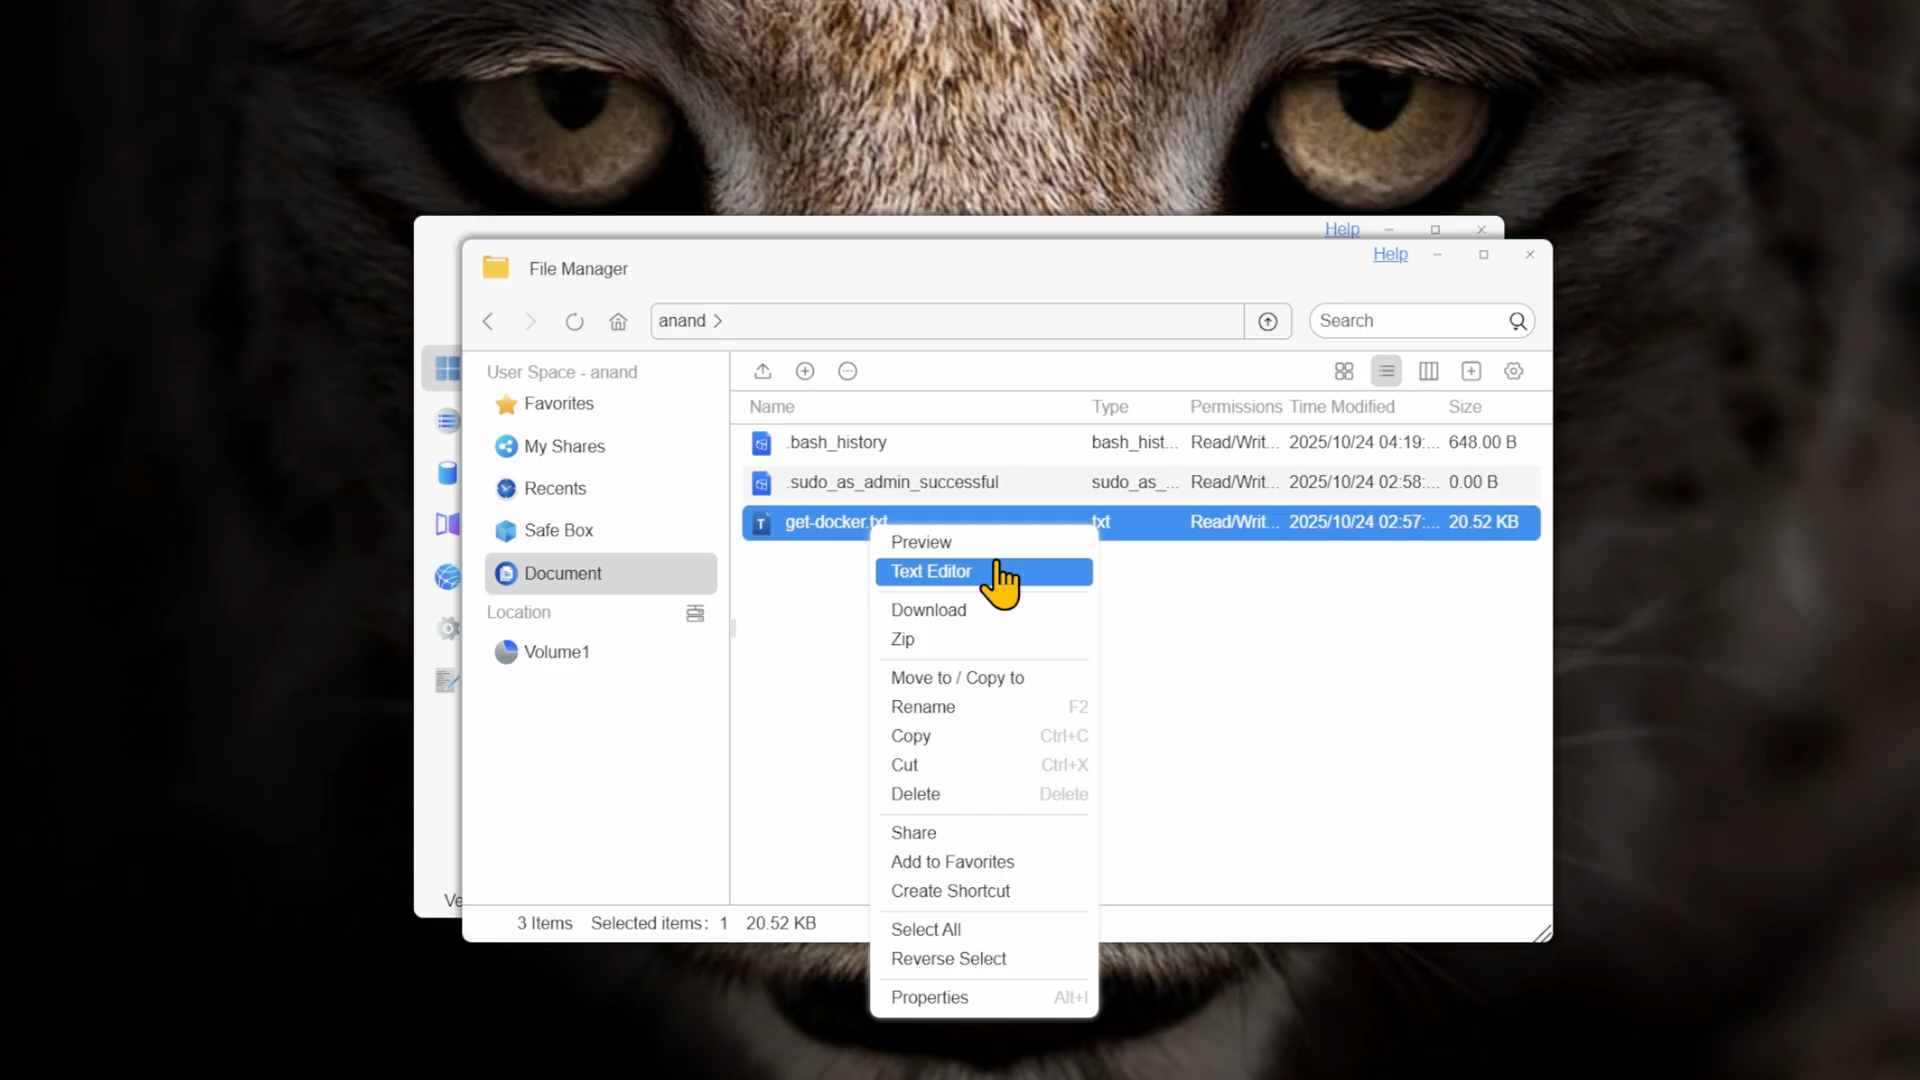 Help
File Manager
Help
anand
Search
User Space - anand
Favorites
My Shares
Recents
Safe Box
Document
Location
Volume1
Name Type Permissions Time Modified Size
.bash_history bash_hist... Read/Writ... 2025/10/24 04:19:... 648.00 B
.sudo_as_admin_successful sudo_as_... Read/Writ... 2025/10/24 02:58:... 0.00 B
get-docker.txt txt Read/Writ... 2025/10/24 02:57:... 20.52 KB
Preview
Text Editor
Download
Zip
Move to / Copy to
Rename F2
Copy Ctrl+C
Cut Ctrl+X
Delete Delete
Share
Add to Favorites
Create Shortcut
Select All
Reverse Select
Properties Alt+I
Ve
3 Items Selected items: 1 20.52 KB